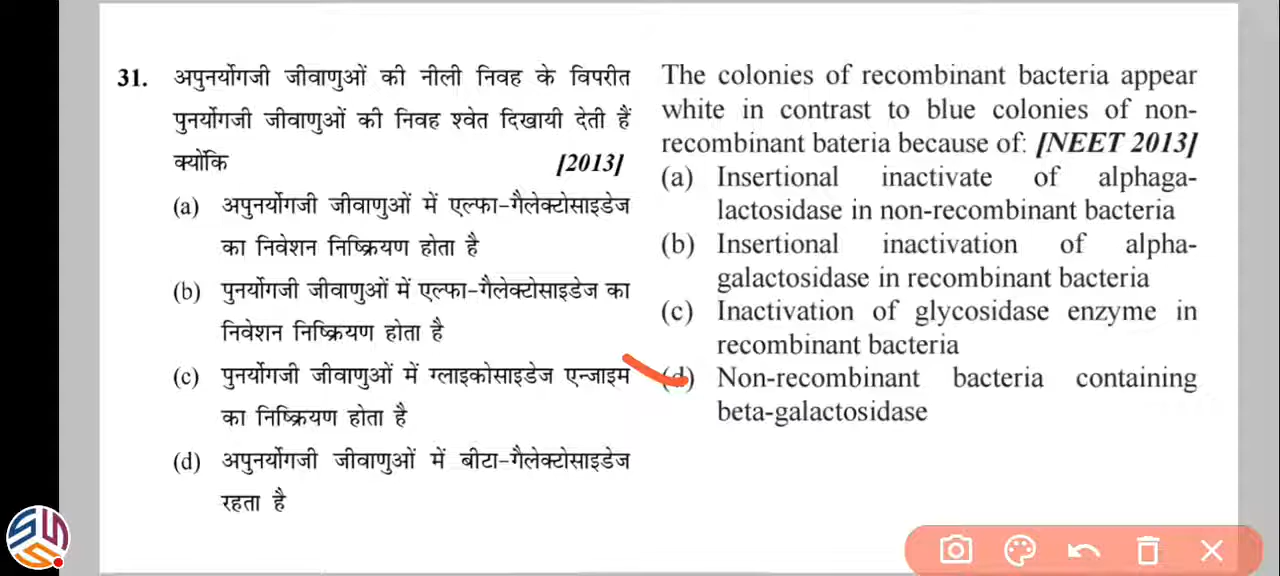 31. अपुनर्योगजी जीवाणुओं की नीली निवह के विपरीत
पुनर्योगजी जीवाणुओं की निवह श्वेत दिखायी देती हैं
क्योंकि [2013]
(a) अपुनर्योगजी जीवाणुओं में एल्फा-गैलेक्टोसाइडेज
का निवेशन निष्क्रियण होता है
(b) पुनर्योगजी जीवाणुओं में एल्फा-गैलेक्टोसाइडेज का
निवेशन निष्क्रियण होता है
(c) पुनर्योगजी जीवाणुओं में ग्लाइकोसाइडेज एन्जाइम
का निष्क्रियण होता है
(d) अपुनर्योगजी जीवाणुओं में बीटा-गैलेक्टोसाइडेज
रहता है
The colonies of recombinant bacteria appear
white in contrast to blue colonies of non-
recombinant bateria because of: [NEET 2013]
(a) Insertional inactivate of alphaga-
lactosidase in non-recombinant bacteria
(b) Insertional inactivation of alpha-
galactosidase in recombinant bacteria
(c) Inactivation of glycosidase enzyme in
recombinant bacteria
(d) Non-recombinant bacteria containing
beta-galactosidase